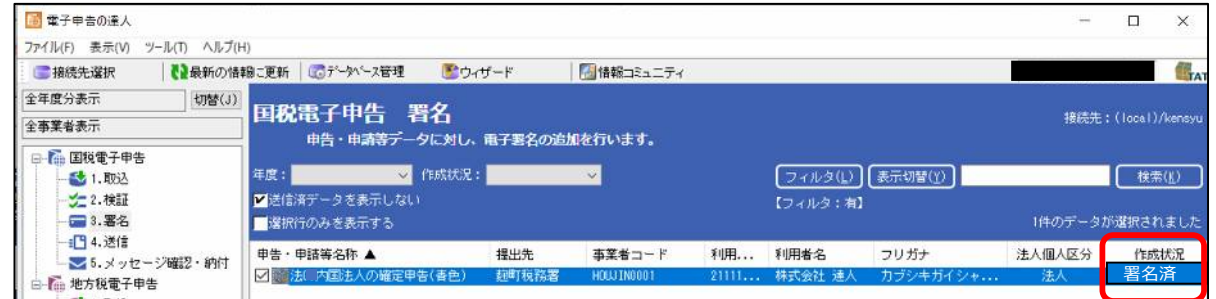 電子申告の達人
ファイル(F) 表示(V) ツール(T) ヘルプ(H)
接続先選択 最新の情報に更新 データベース管理 ウィザード 情報コミュニティ
TAT
全年度分表示 切替(J)
全事業者表示
国税電子申告
1.取込
2.検証
3.署名
4.送信
5.メッセージ確認・納付
地方税電子申告
国税電子申告 署名
接続先：(local)/kensyu
申告・申請等データに対し、電子署名の追加を行います。
年度： 作成状況： フィルタ(L) 表示切替(Y) 検索(K)
送信済データを表示しない 【フィルタ：有】
選択行のみを表示する 1件のデータが選択されました
申告・申請等名称 ▲ 提出先 事業者コード 利用... 利用者名 フリガナ 法人個人区分 作成状況
法( 内国法人の確定申告(青色) 麹町税務署 HOUJIN0001 21111... 株式会社 達人 カブシキガイシャ... 法人 署名済